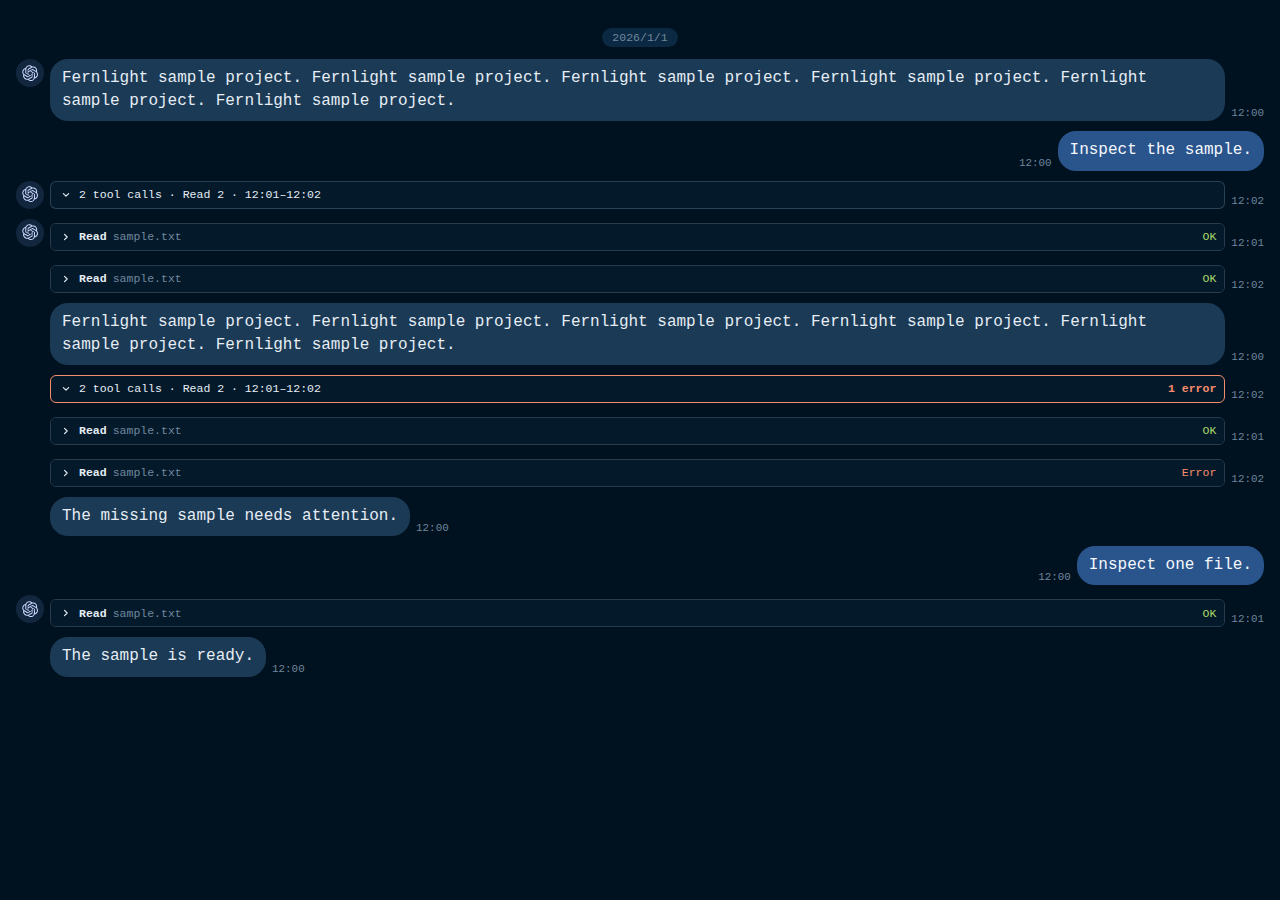 2026/1/1
Fernlight sample project. Fernlight sample project. Fernlight sample project. Fernlight sample project. Fernlight
sample project. Fernlight sample project.
12:00
Inspect the sample.
12:00
2 tool calls · Read 2 · 12:01–12:02
12:02
Read sample.txt OK
12:01
Read sample.txt OK
12:02
Fernlight sample project. Fernlight sample project. Fernlight sample project. Fernlight sample project. Fernlight
sample project. Fernlight sample project.
12:00
2 tool calls · Read 2 · 12:01–12:02 1 error
12:02
Read sample.txt OK
12:01
Read sample.txt Error
12:02
The missing sample needs attention.
12:00
Inspect one file.
12:00
Read sample.txt OK
12:01
The sample is ready.
12:00